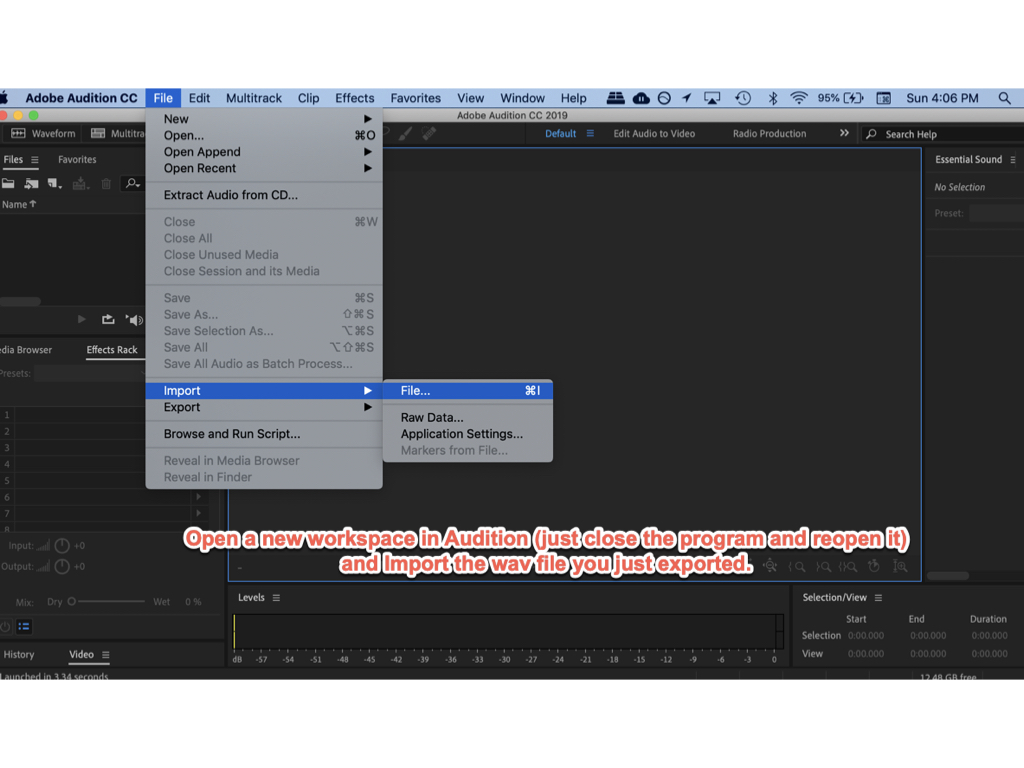 Adobe Audition CC File Edit Multitrack Clip Effects Favorites View Window Help 95% Sun 4:06 PM
Adobe Audition CC 2019
Waveform Multitra Default Edit Audio to Video Radio Production >> Search Help
Files Favorites
Name
New
Open... ⌘O
Open Append
Open Recent
Extract Audio from CD...
Close ⌘W
Close All
Close Unused Media
Close Session and its Media
Save ⌘S
Save As... ⇧⌘S
Save Selection As... ⌥⌘S
Save All ⌥⇧⌘S
Save All Audio as Batch Process...
Import
Export
Browse and Run Script...
Reveal in Media Browser
Reveal in Finder
File... ⌘I
Raw Data...
Application Settings...
Markers from File...
Essential Sound
No Selection
Preset:
edia Browser Effects Rack
Presets:
1
2
3
4
5
6
7
8
Input: +0
Output: +0
Mix: Dry Wet 0 %
History Video
Open a new workspace in Audition (just close the program and reopen it)
and Import the wav file you just exported.
Levels
dB -57 -54 -51 -48 -45 -42 -39 -36 -33 -30 -27 -24 -21 -18 -15 -12 -9 -6 -3 0
Selection/View
Start End Duration
Selection 0:00.000 0:00.000 0:00.000
View 0:00.000 0:00.000 0:00.000
Launched in 3.34 seconds 12.48 GB free